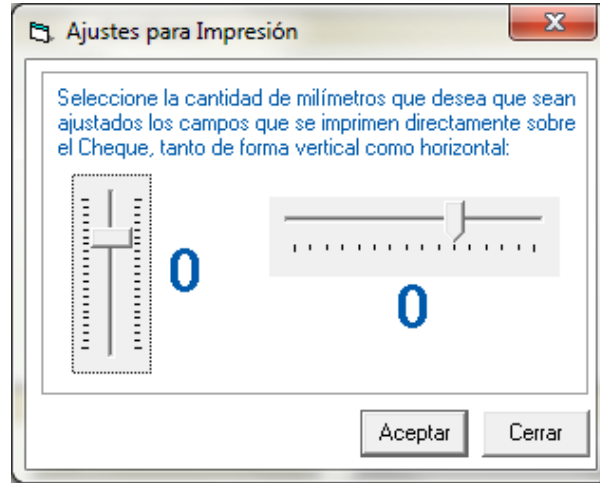 Ajustes para Impresión
Seleccione la cantidad de milímetros que desea que sean
ajustados los campos que se imprimen directamente sobre
el Cheque, tanto de forma vertical como horizontal:
0
0
Aceptar
Cerrar